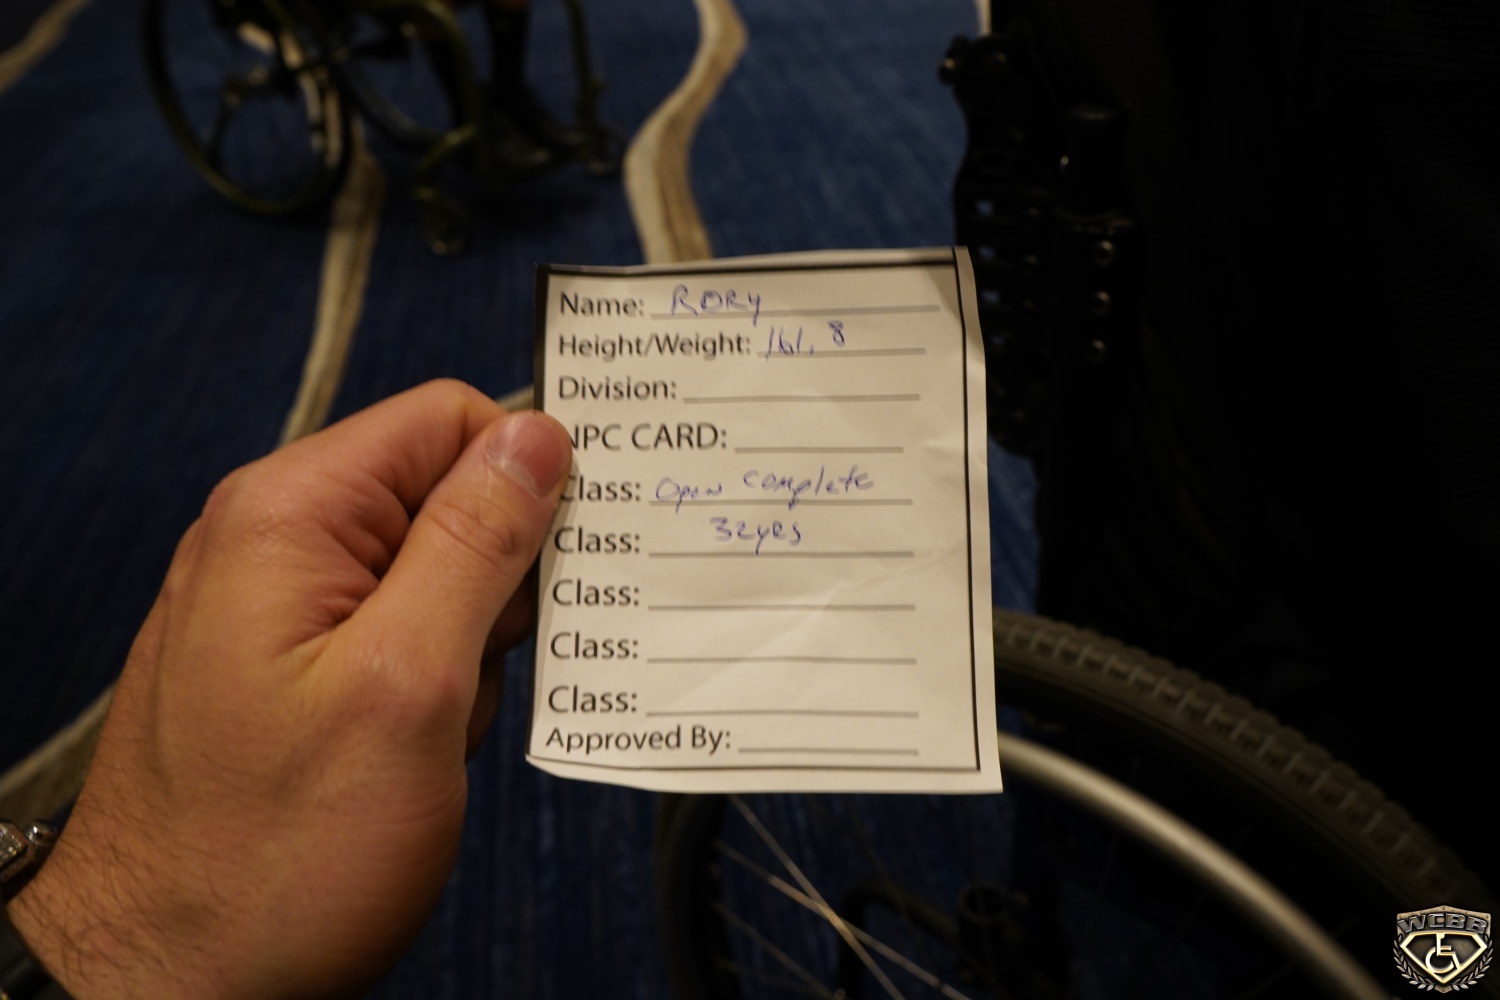 Name: RORY
Height/Weight: 161.8
Division:
NPC CARD:
Class: Open complete
Class: 32yrs
Class:
Class:
Class:
Approved By:
WCBB